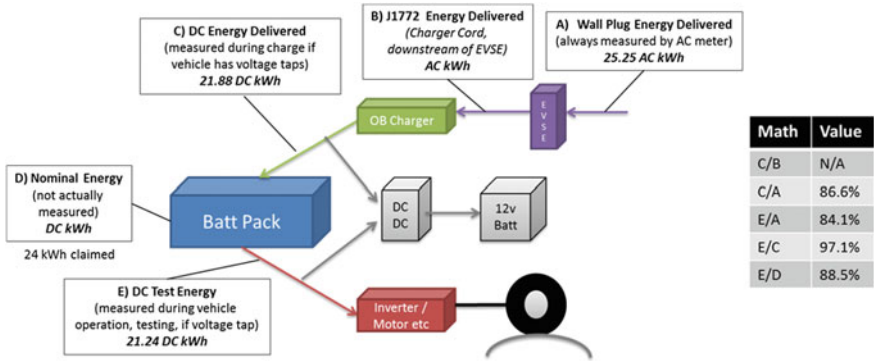 C) DC Energy Delivered
(measured during charge if
vehicle has voltage taps)
21.88 DC kWh
B) J1772 Energy Delivered
(Charger Cord,
downstream of EVSE)
AC kWh
A) Wall Plug Energy Delivered
(always measured by AC meter)
25.25 AC kWh
OB Charger
E
V
S
E
D) Nominal Energy
(not actually
measured)
DC kWh
24 kWh claimed
Batt Pack
DC
DC
12v
Batt
E) DC Test Energy
(measured during vehicle
operation, testing, if voltage tap)
21.24 DC kWh
Inverter /
Motor etc
Math Value
C/B N/A
C/A 86.6%
E/A 84.1%
E/C 97.1%
E/D 88.5%